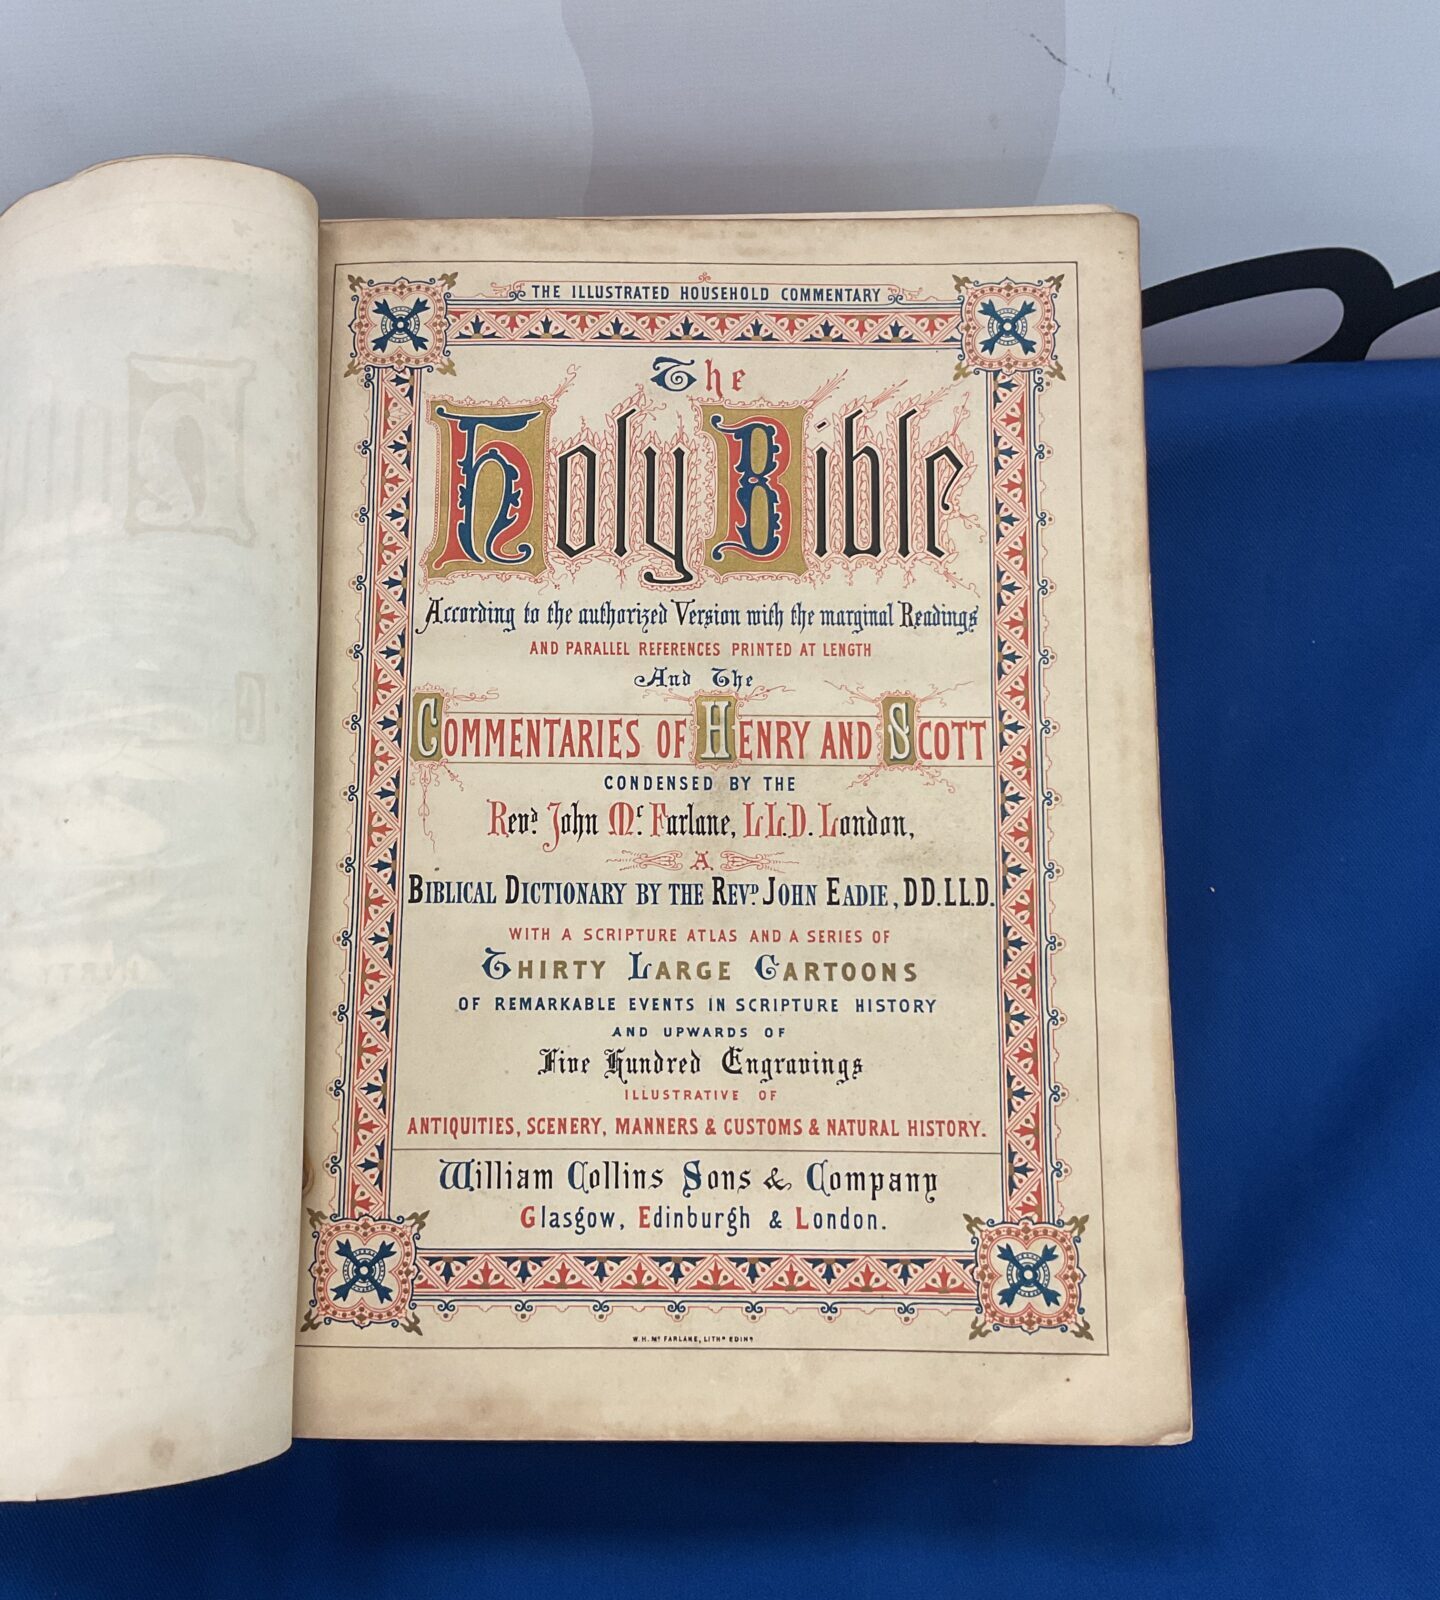 THE ILLUSTRATED HOUSEHOLD COMMENTARY
The
Holy Bible
According to the authorized Version with the marginal Readings
AND PARALLEL REFERENCES PRINTED AT LENGTH
And The
COMMENTARIES OF HENRY AND SCOTT
CONDENSED BY THE
Revd. John Mc. Farlane, LL.D. London,
A
BIBLICAL DICTIONARY BY THE REVD. JOHN EADIE, DD.LL.D.
WITH A SCRIPTURE ATLAS AND A SERIES OF
THIRTY LARGE CARTOONS
OF REMARKABLE EVENTS IN SCRIPTURE HISTORY
AND UPWARDS OF
Five Hundred Engravings
ILLUSTRATIVE OF
ANTIQUITIES, SCENERY, MANNERS & CUSTOMS & NATURAL HISTORY.
William Collins Sons & Company
Glasgow, Edinburgh & London.
W. H. Mc FARLANE, LITHR EDINR